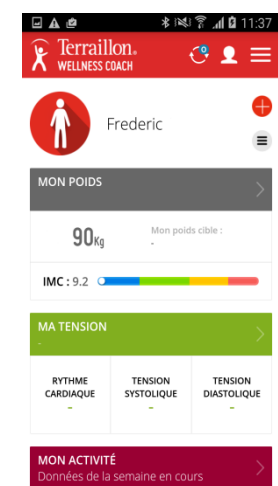 11:37
Terraillon.
WELLNESS COACH
0
Frederic
MON POIDS
90Kg
Mon poids cible :
-
IMC : 9.2
MA TENSION
-
RYTHME CARDIAQUE
-
TENSION SYSTOLIQUE
-
TENSION DIASTOLIQUE
-
MON ACTIVITÉ
Données de la semaine en cours